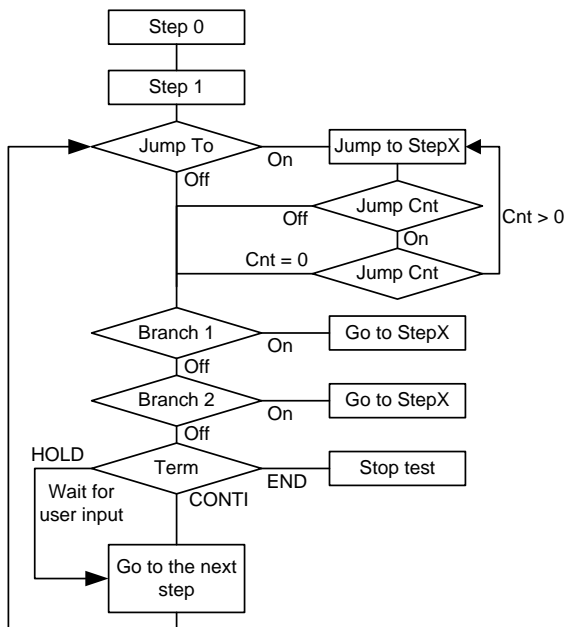 Step 0
Step 1
Jump To
On
Jump to StepX
Off
Off
Jump Cnt
On
Cnt > 0
Cnt = 0
Jump Cnt
Branch 1
On
Go to StepX
Off
Branch 2
On
Go to StepX
Off
HOLD
Term
END
Stop test
Wait for
user input
CONTI
Go to the next
step